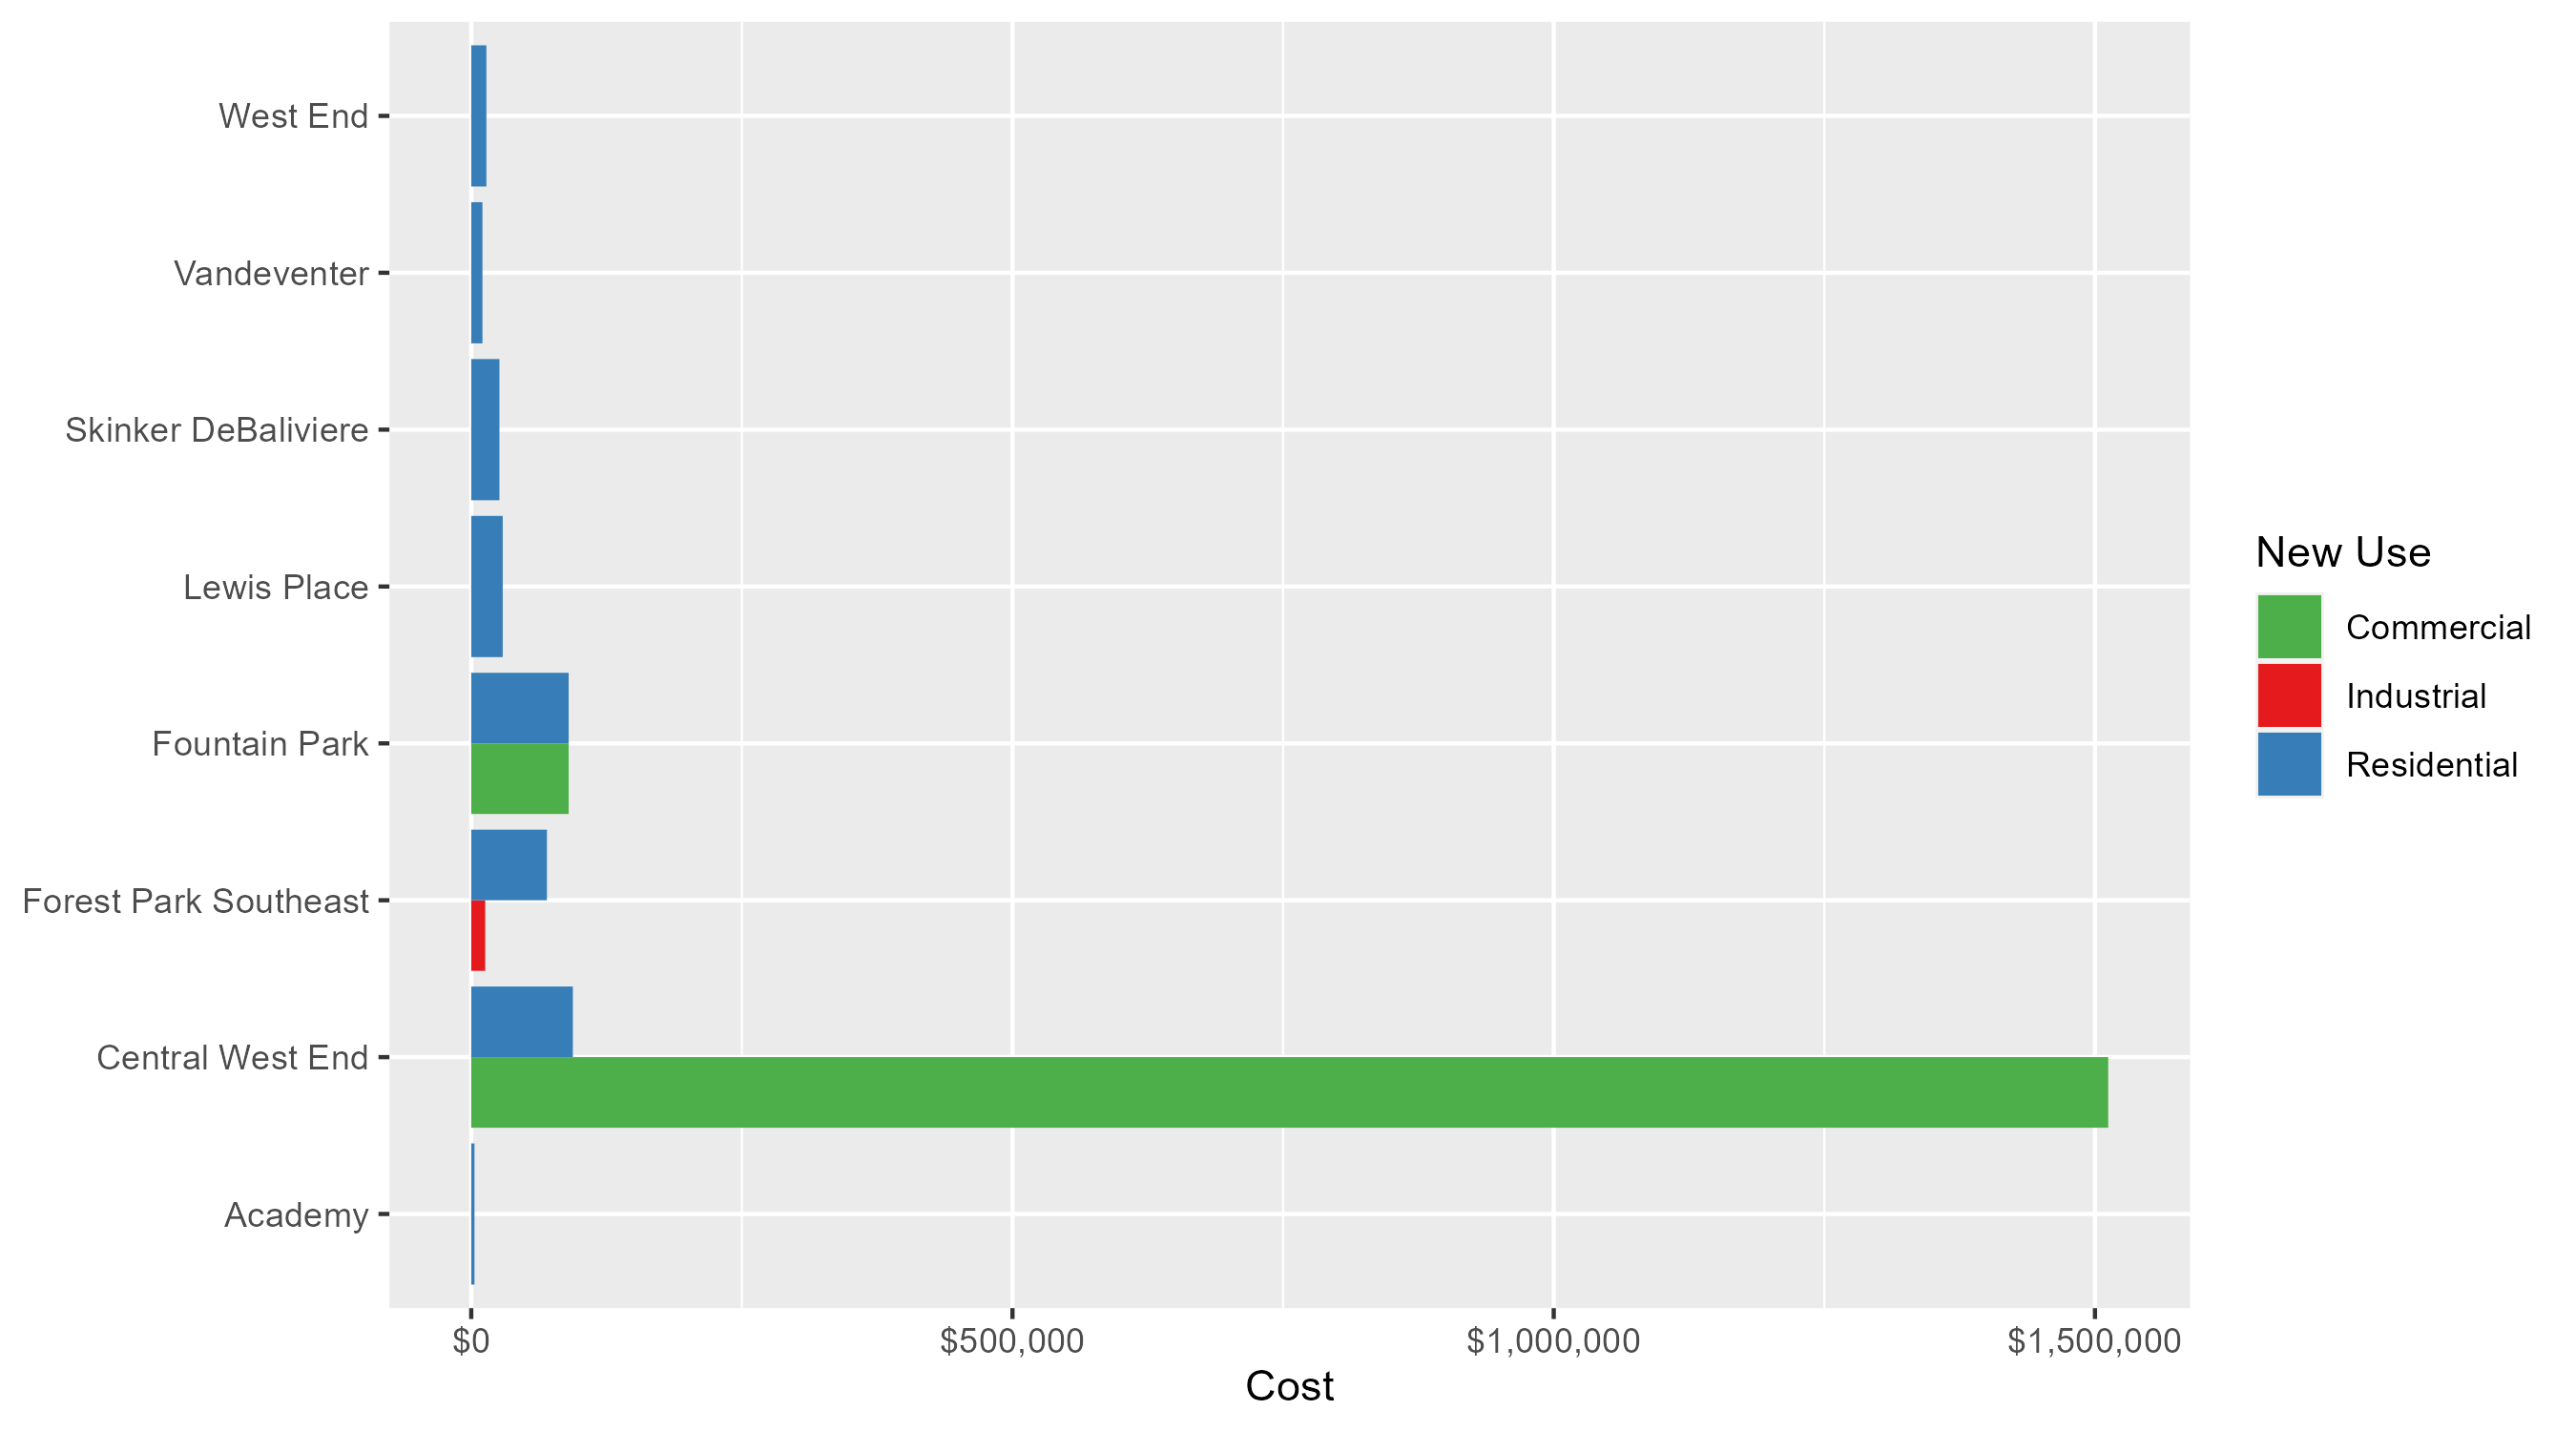 West End
Vandeventer
Skinker DeBaliviere
Lewis Place
Fountain Park
Forest Park Southeast
Central West End
Academy
$0
$500,000
$1,000,000
$1,500,000
Cost
New Use
Commercial
Industrial
Residential